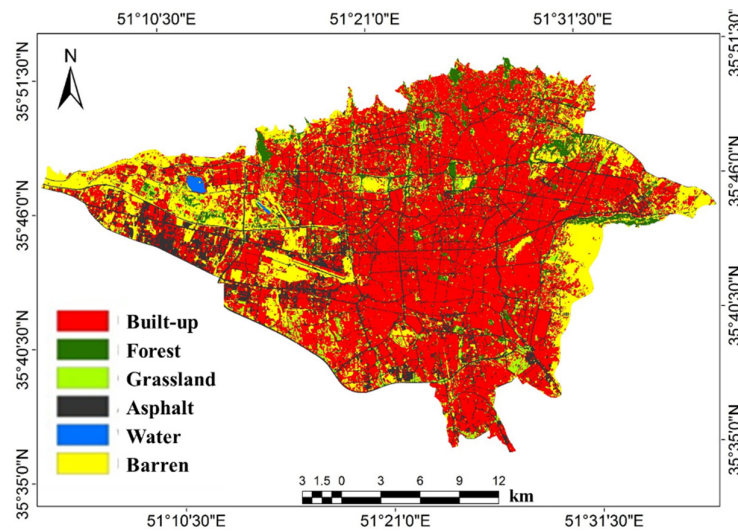 51°10'30"E 51°21'0"E 51°31'30"E
N
35°51'30"N 35°51'30"N
35°46'0"N 35°46'0"N
35°40'30"N 35°40'30"N
35°35'0"N 35°35'0"N
Built-up
Forest
Grassland
Asphalt
Water
Barren
3 1.5 0 3 6 9 12
km
51°10'30"E 51°21'0"E 51°31'30"E